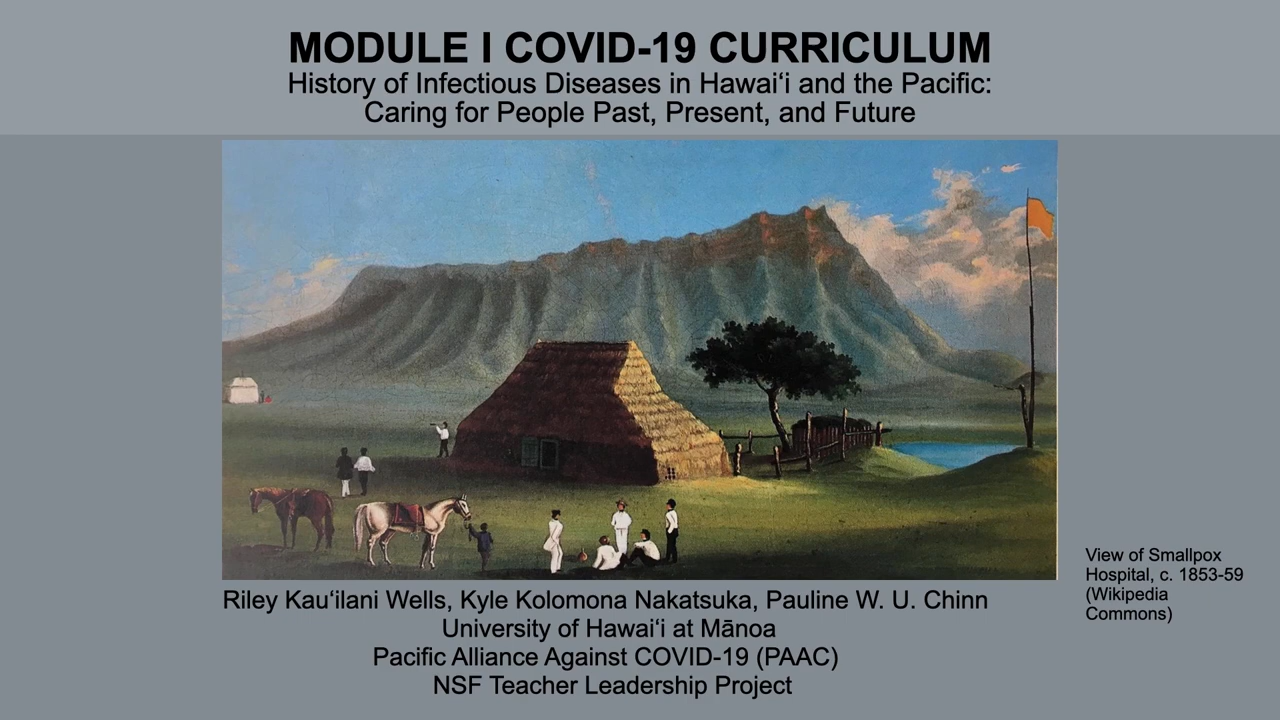 MODULE I COVID-19 CURRICULUM
History of Infectious Diseases in Hawaiʻi and the Pacific:
Caring for People Past, Present, and Future
View of Smallpox
Hospital, c. 1853-59
(Wikipedia
Commons)
Riley Kauʻilani Wells, Kyle Kolomona Nakatsuka, Pauline W. U. Chinn
University of Hawaiʻi at Mānoa
Pacific Alliance Against COVID-19 (PAAC)
NSF Teacher Leadership Project